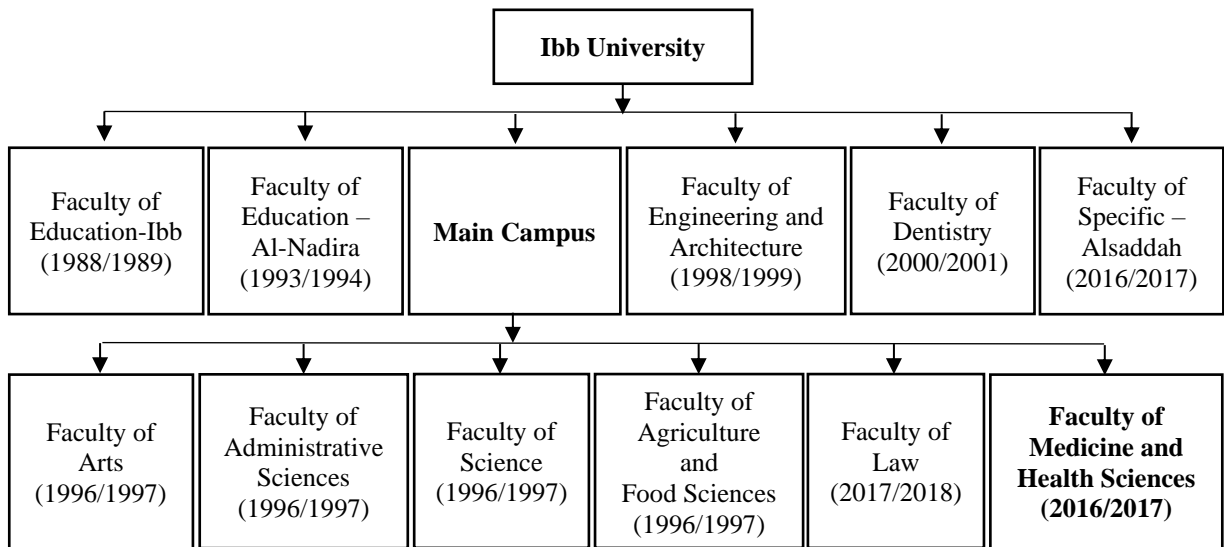 Ibb University
Faculty of
Education-Ibb
(1988/1989)
Faculty of
Education –
Al-Nadira
(1993/1994)
Main Campus
Faculty of
Engineering and
Architecture
(1998/1999)
Faculty of
Dentistry
(2000/2001)
Faculty of
Specific –
Alsaddah
(2016/2017)
Faculty of
Arts
(1996/1997)
Faculty of
Administrative
Sciences
(1996/1997)
Faculty of
Science
(1996/1997)
Faculty of
Agriculture
and
Food Sciences
(1996/1997)
Faculty of
Law
(2017/2018)
Faculty of
Medicine and
Health Sciences
(2016/2017)